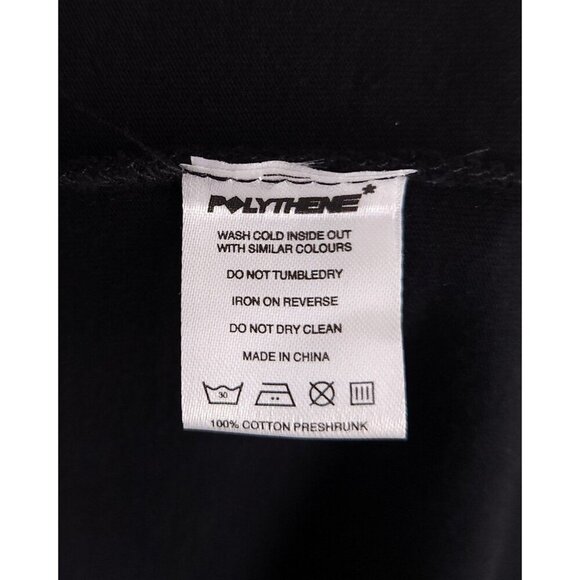 POLYTHENE*
WASH COLD INSIDE OUT
WITH SIMILAR COLOURS
DO NOT TUMBLEDRY
IRON ON REVERSE
DO NOT DRY CLEAN
MADE IN CHINA
30
100% COTTON PRESHRUNK